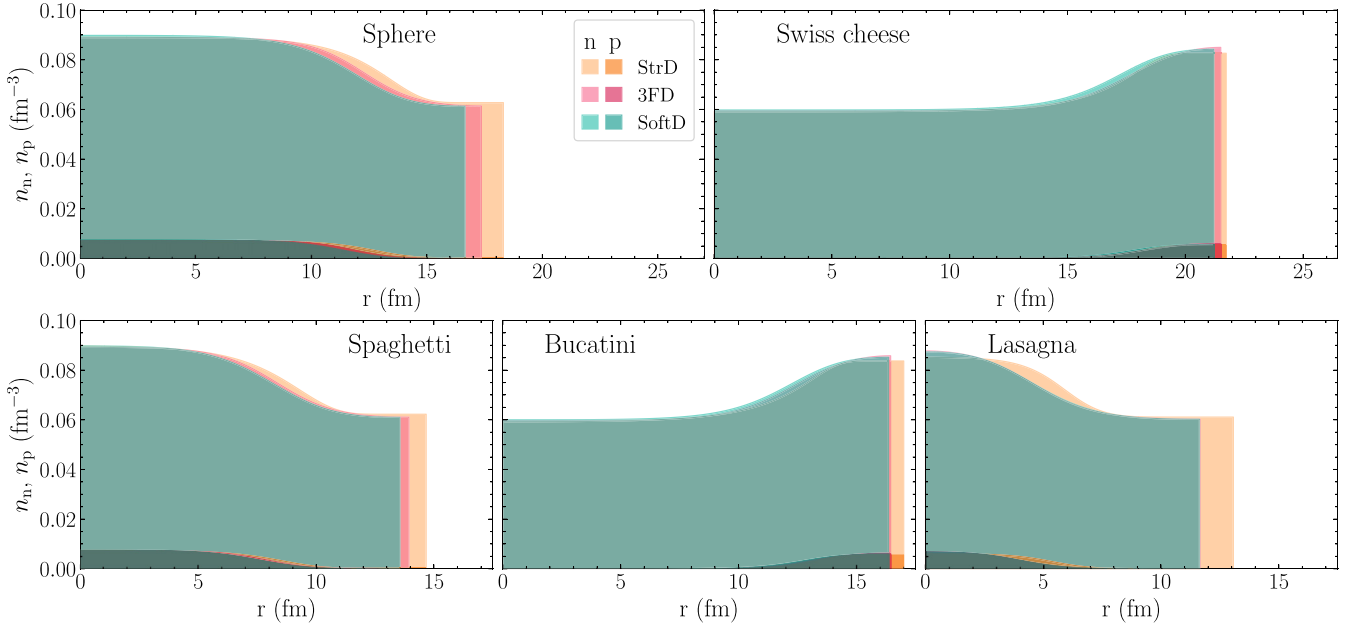 Sphere
n p
StrD
3FD
SoftD
n_n, n_p (fm^−3)
0.10
0.08
0.06
0.04
0.02
0.00
0 5 10 15 20 25
r (fm)
Swiss cheese
0 5 10 15 20 25
r (fm)
Spaghetti
n_n, n_p (fm^−3)
0.10
0.08
0.06
0.04
0.02
0.00
0 5 10 15
r (fm)
Bucatini
0 5 10 15
r (fm)
Lasagna
0 5 10 15
r (fm)